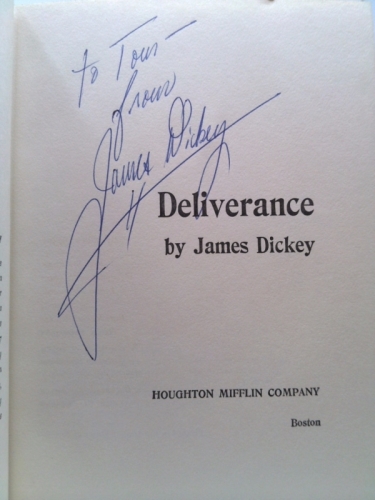 to Tom —
from
James Dickey
Deliverance
by James Dickey
HOUGHTON MIFFLIN COMPANY
Boston